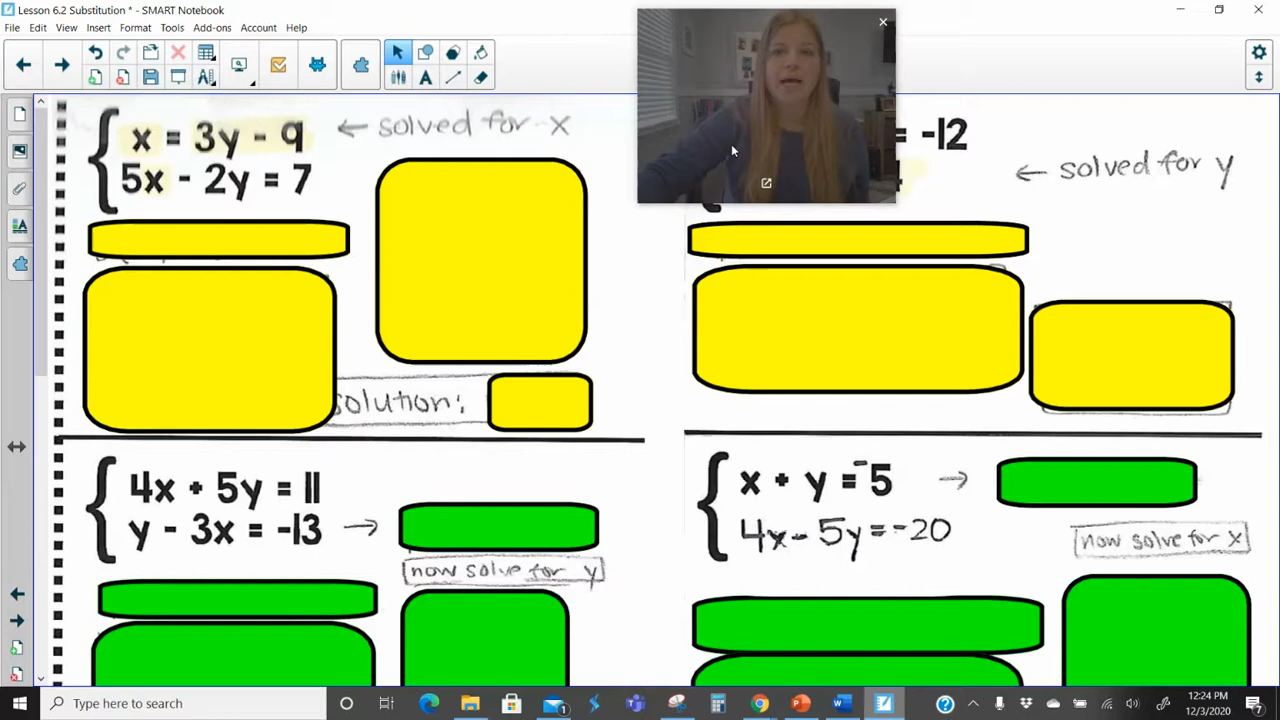 Lesson 6.2 Substitution * - SMART Notebook
File Edit View Insert Format Tools Add-ons Account Help
x = 3y - 9 ← solved for x
5x - 2y = 7
= -12
← solved for y
solution:
4x + 5y = 11
y - 3x = -13 →
now solve for y
x + y = -5 →
4x - 5y = -20
now solve for x
Type here to search
12:24 PM
12/3/2020